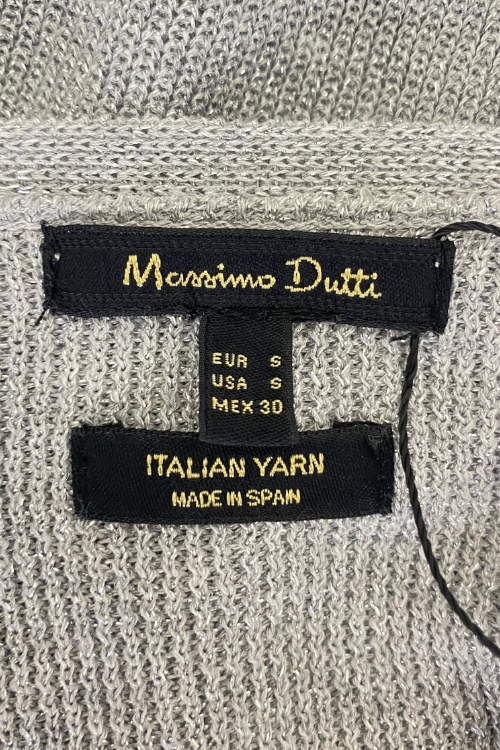 Massimo Dutti
EUR S
USA S
MEX 30
ITALIAN YARN
MADE IN SPAIN